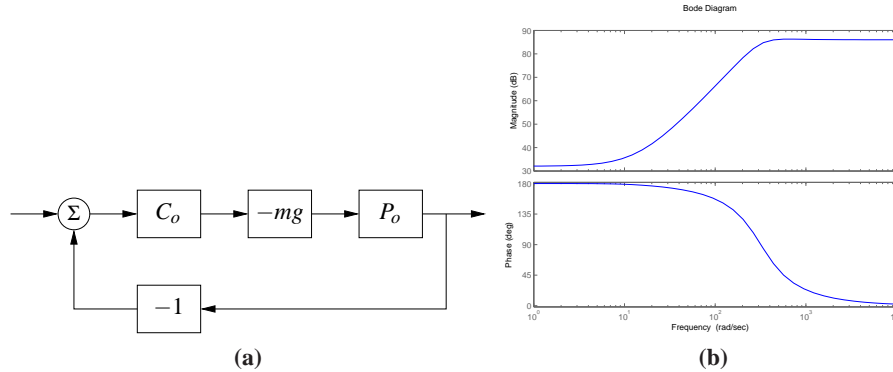 Σ
C_o
−mg
P_o
−1
(a)
Bode Diagram
Magnitude (dB)
90
80
70
60
50
40
30
Phase (deg)
180
135
90
45
0
10^0
10^1
10^2
10^3
Frequency (rad/sec)
(b)